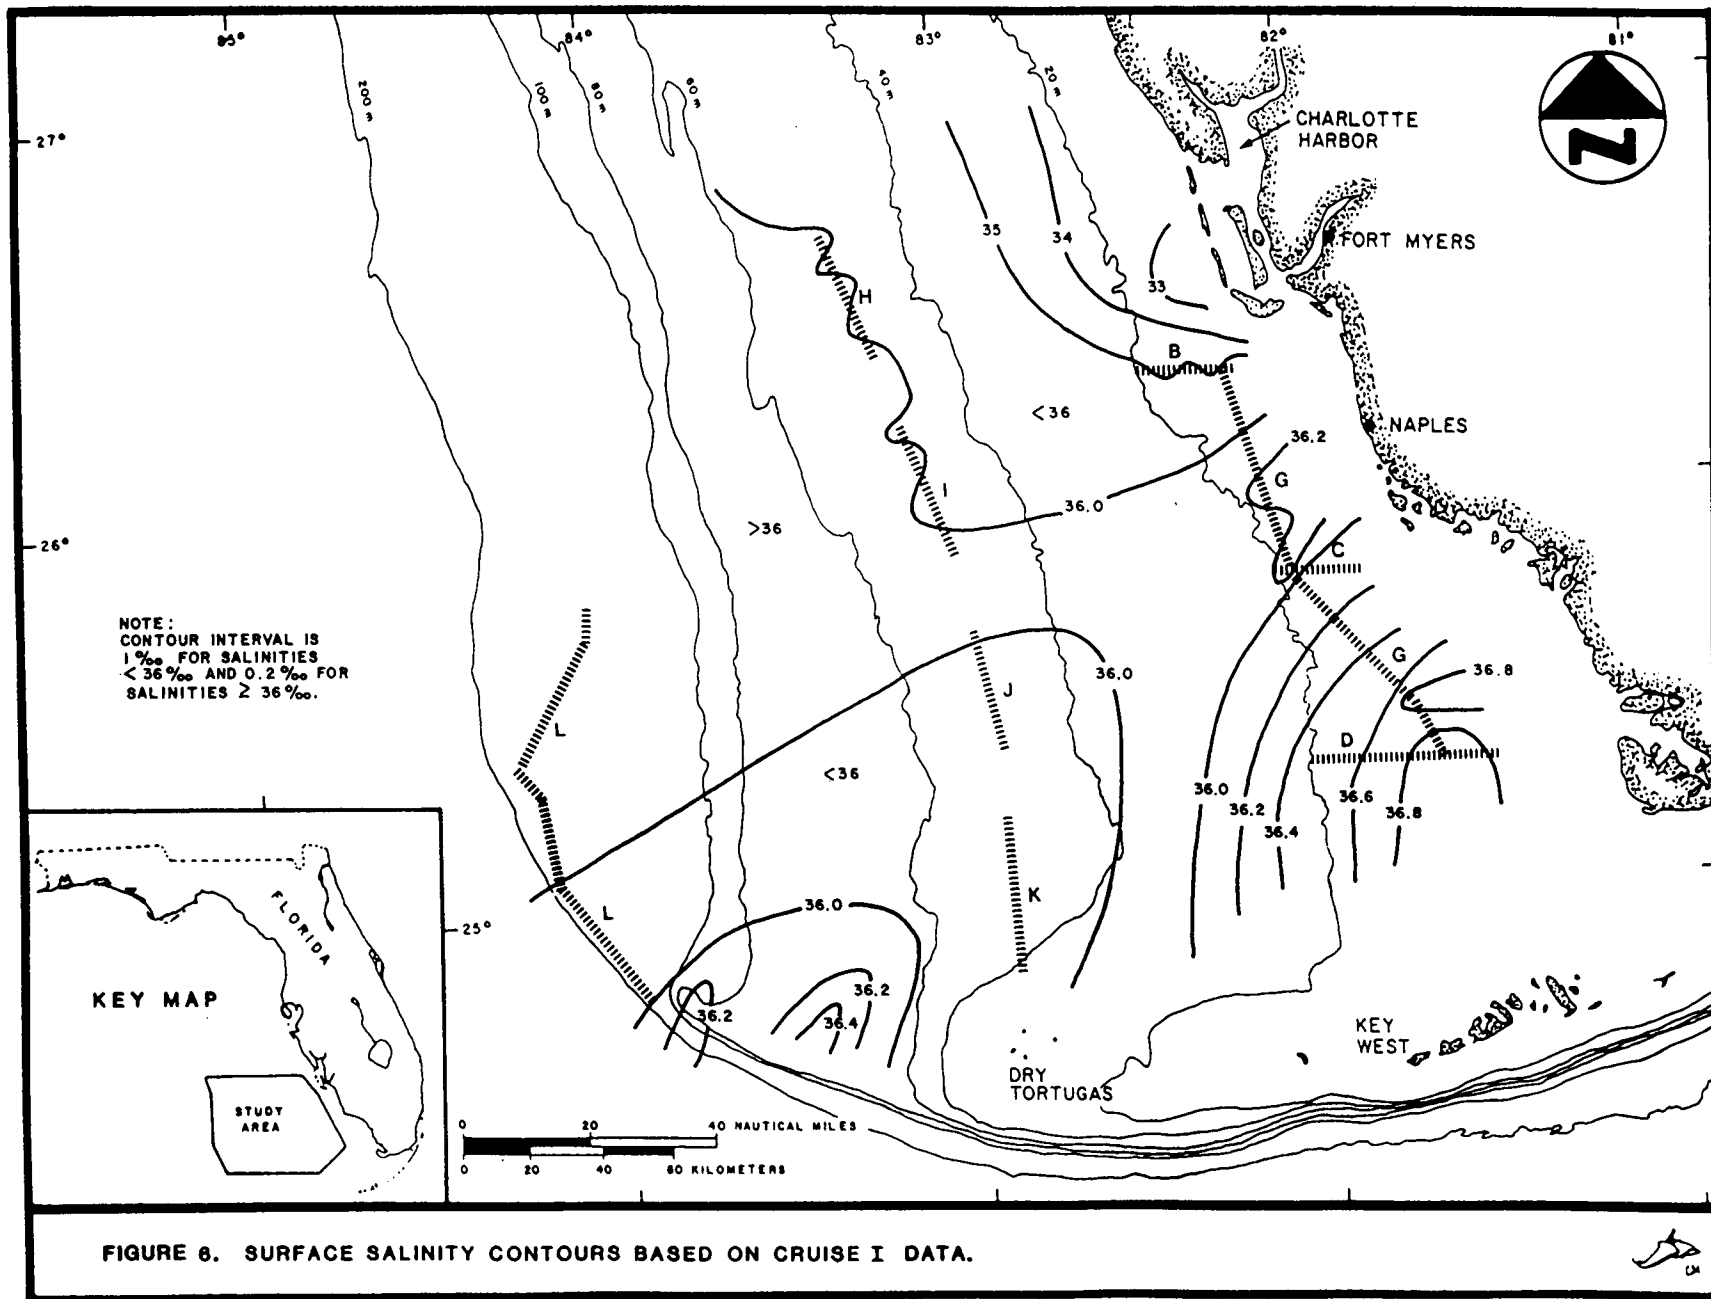 85°
84°
83°
82°
81°
200 m
100 m
80 m
60 m
40 m
20 m
27°
26°
25°
CHARLOTTE
HARBOR
N
FORT MYERS
NAPLES
35
34
33
H
B
<36
36.2
G
I
36.0
>36
C
NOTE:
CONTOUR INTERVAL IS
1‰ FOR SALINITIES
<36‰ AND 0.2‰ FOR
SALINITIES ≥ 36‰.
G
36.8
36.0
J
L
D
<36
36.0
36.2
36.4
36.6
36.8
K
L
36.0
36.2
36.2
36.4
KEY
WEST
DRY
TORTUGAS
FLORIDA
KEY MAP
STUDY
AREA
0 20 40 NAUTICAL MILES
0 20 40 60 KILOMETERS
FIGURE 6. SURFACE SALINITY CONTOURS BASED ON CRUISE I DATA.